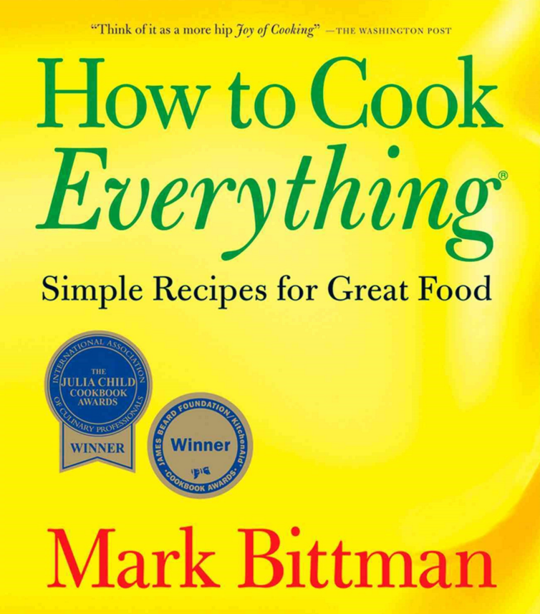 “Think of it as a more hip Joy of Cooking” —THE WASHINGTON POST
How to Cook
Everything®
Simple Recipes for Great Food
INTERNATIONAL ASSOCIATION
OF CULINARY PROFESSIONALS
THE
JULIA CHILD
COOKBOOK
AWARDS
WINNER
JAMES BEARD FOUNDATION/KitchenAid
Winner
•COOKBOOK AWARDS•
Mark Bittman